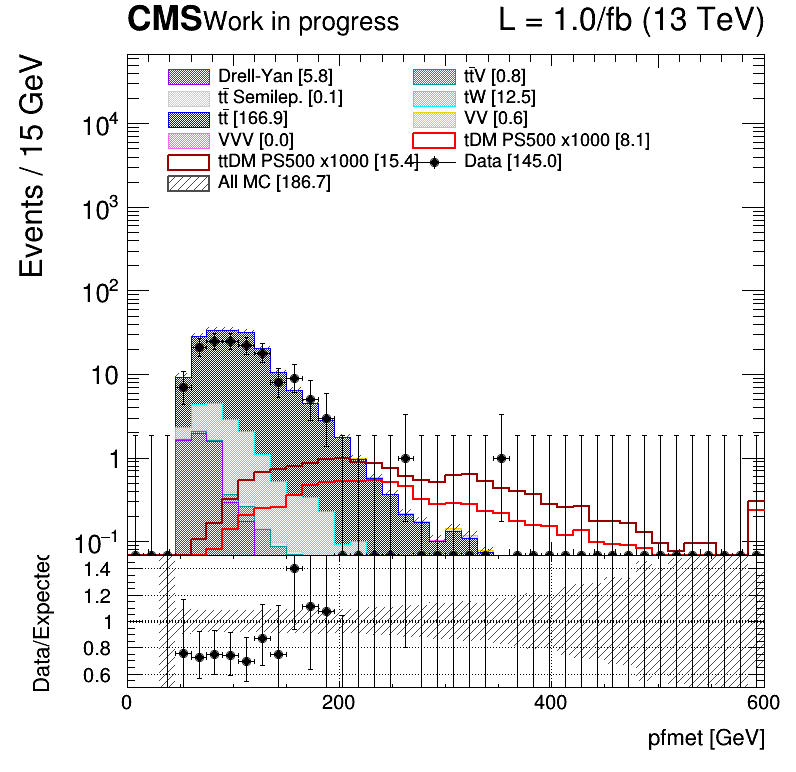 CMS Work in progress L = 1.0/fb (13 TeV)
Events / 15 GeV
Drell-Yan [5.8] tt̄V [0.8]
tt̄ Semilep. [0.1] tW [12.5]
tt̄ [166.9] VV [0.6]
VVV [0.0] tDM PS500 x1000 [8.1]
ttDM PS500 x1000 [15.4] Data [145.0]
All MC [186.7]
10⁴
10³
10²
10
1
10⁻¹
Data/Expected
1.4
1.2
1
0.8
0.6
0 200 400 600
pfmet [GeV]